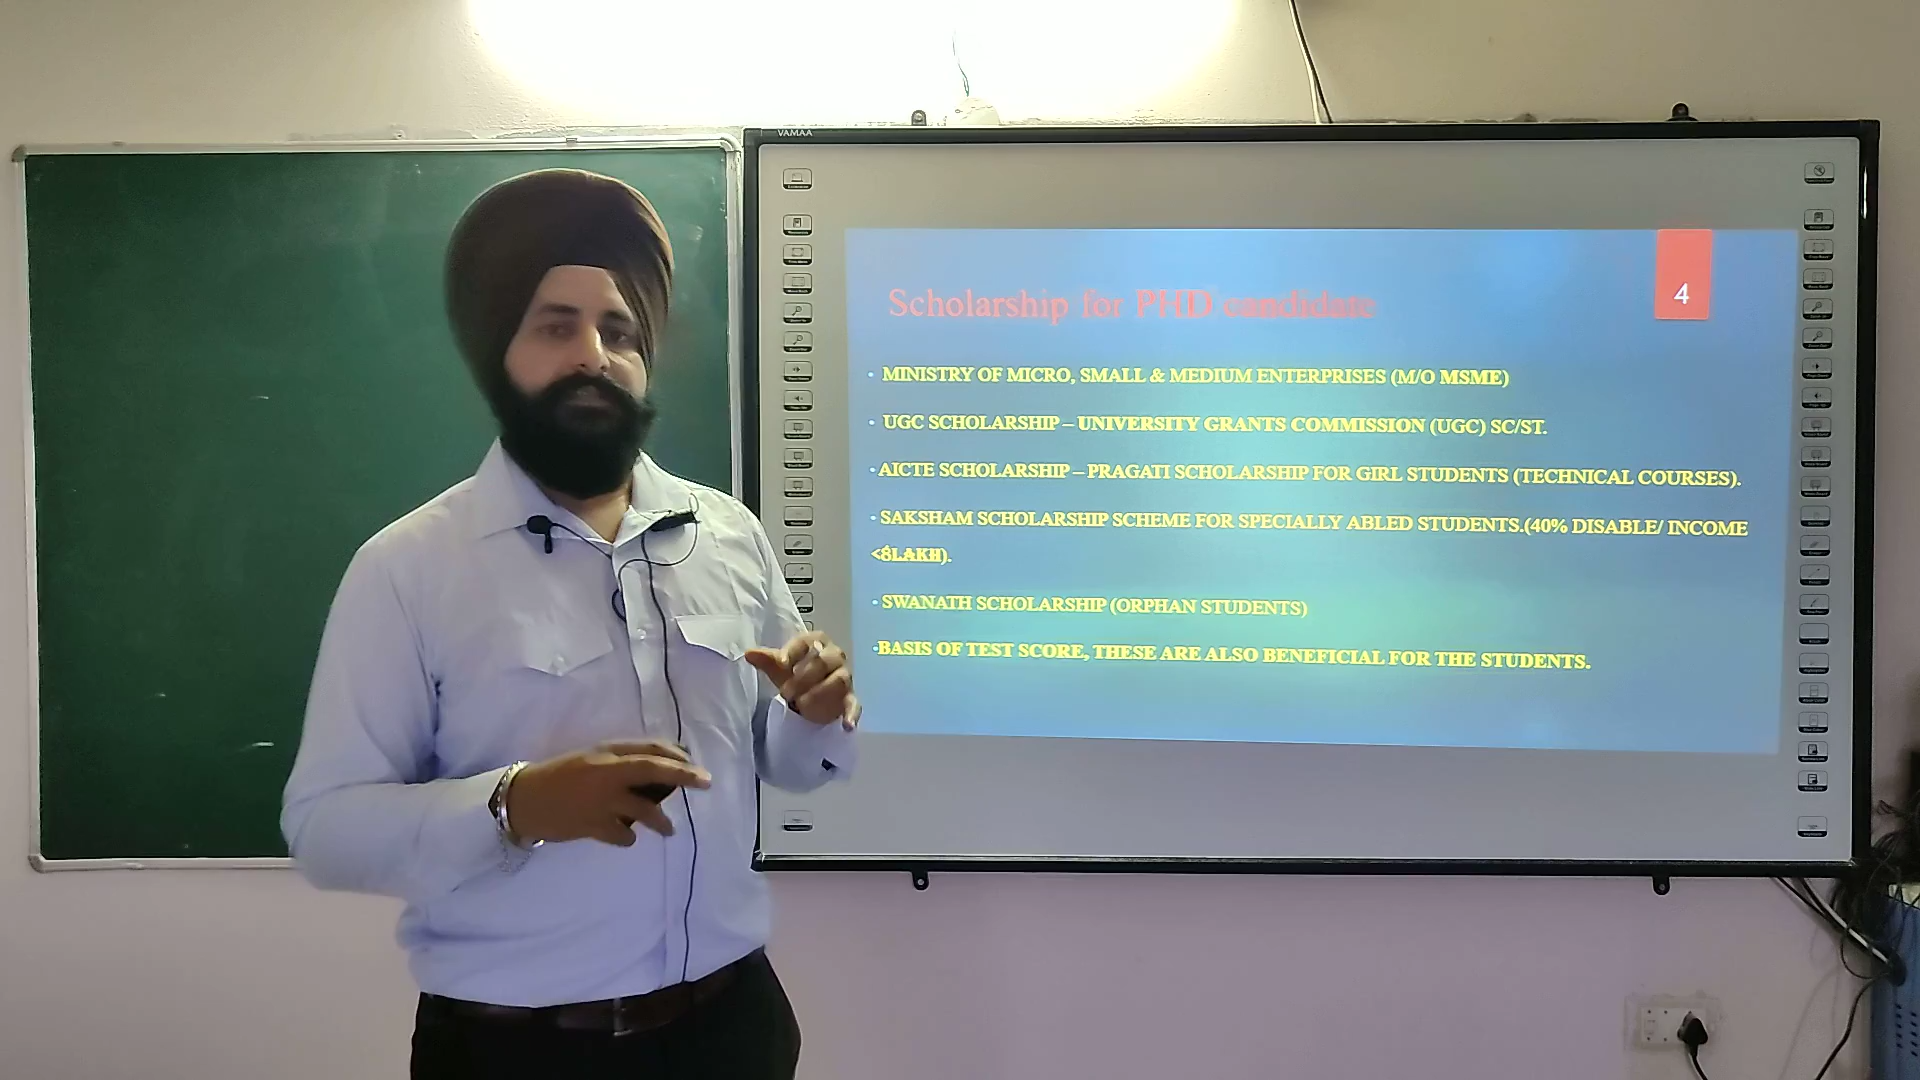 VAMAA
4
Scholarship for PHD candidate
• MINISTRY OF MICRO, SMALL & MEDIUM ENTERPRISES (M/O MSME)
• UGC SCHOLARSHIP – UNIVERSITY GRANTS COMMISSION (UGC) SC/ST.
• AICTE SCHOLARSHIP – PRAGATI SCHOLARSHIP FOR GIRL STUDENTS (TECHNICAL COURSES).
• SAKSHAM SCHOLARSHIP SCHEME FOR SPECIALLY ABLED STUDENTS.(40% DISABLE/ INCOME
<8LAKH).
• SWANATH SCHOLARSHIP (ORPHAN STUDENTS)
•BASIS OF TEST SCORE, THESE ARE ALSO BENEFICIAL FOR THE STUDENTS.